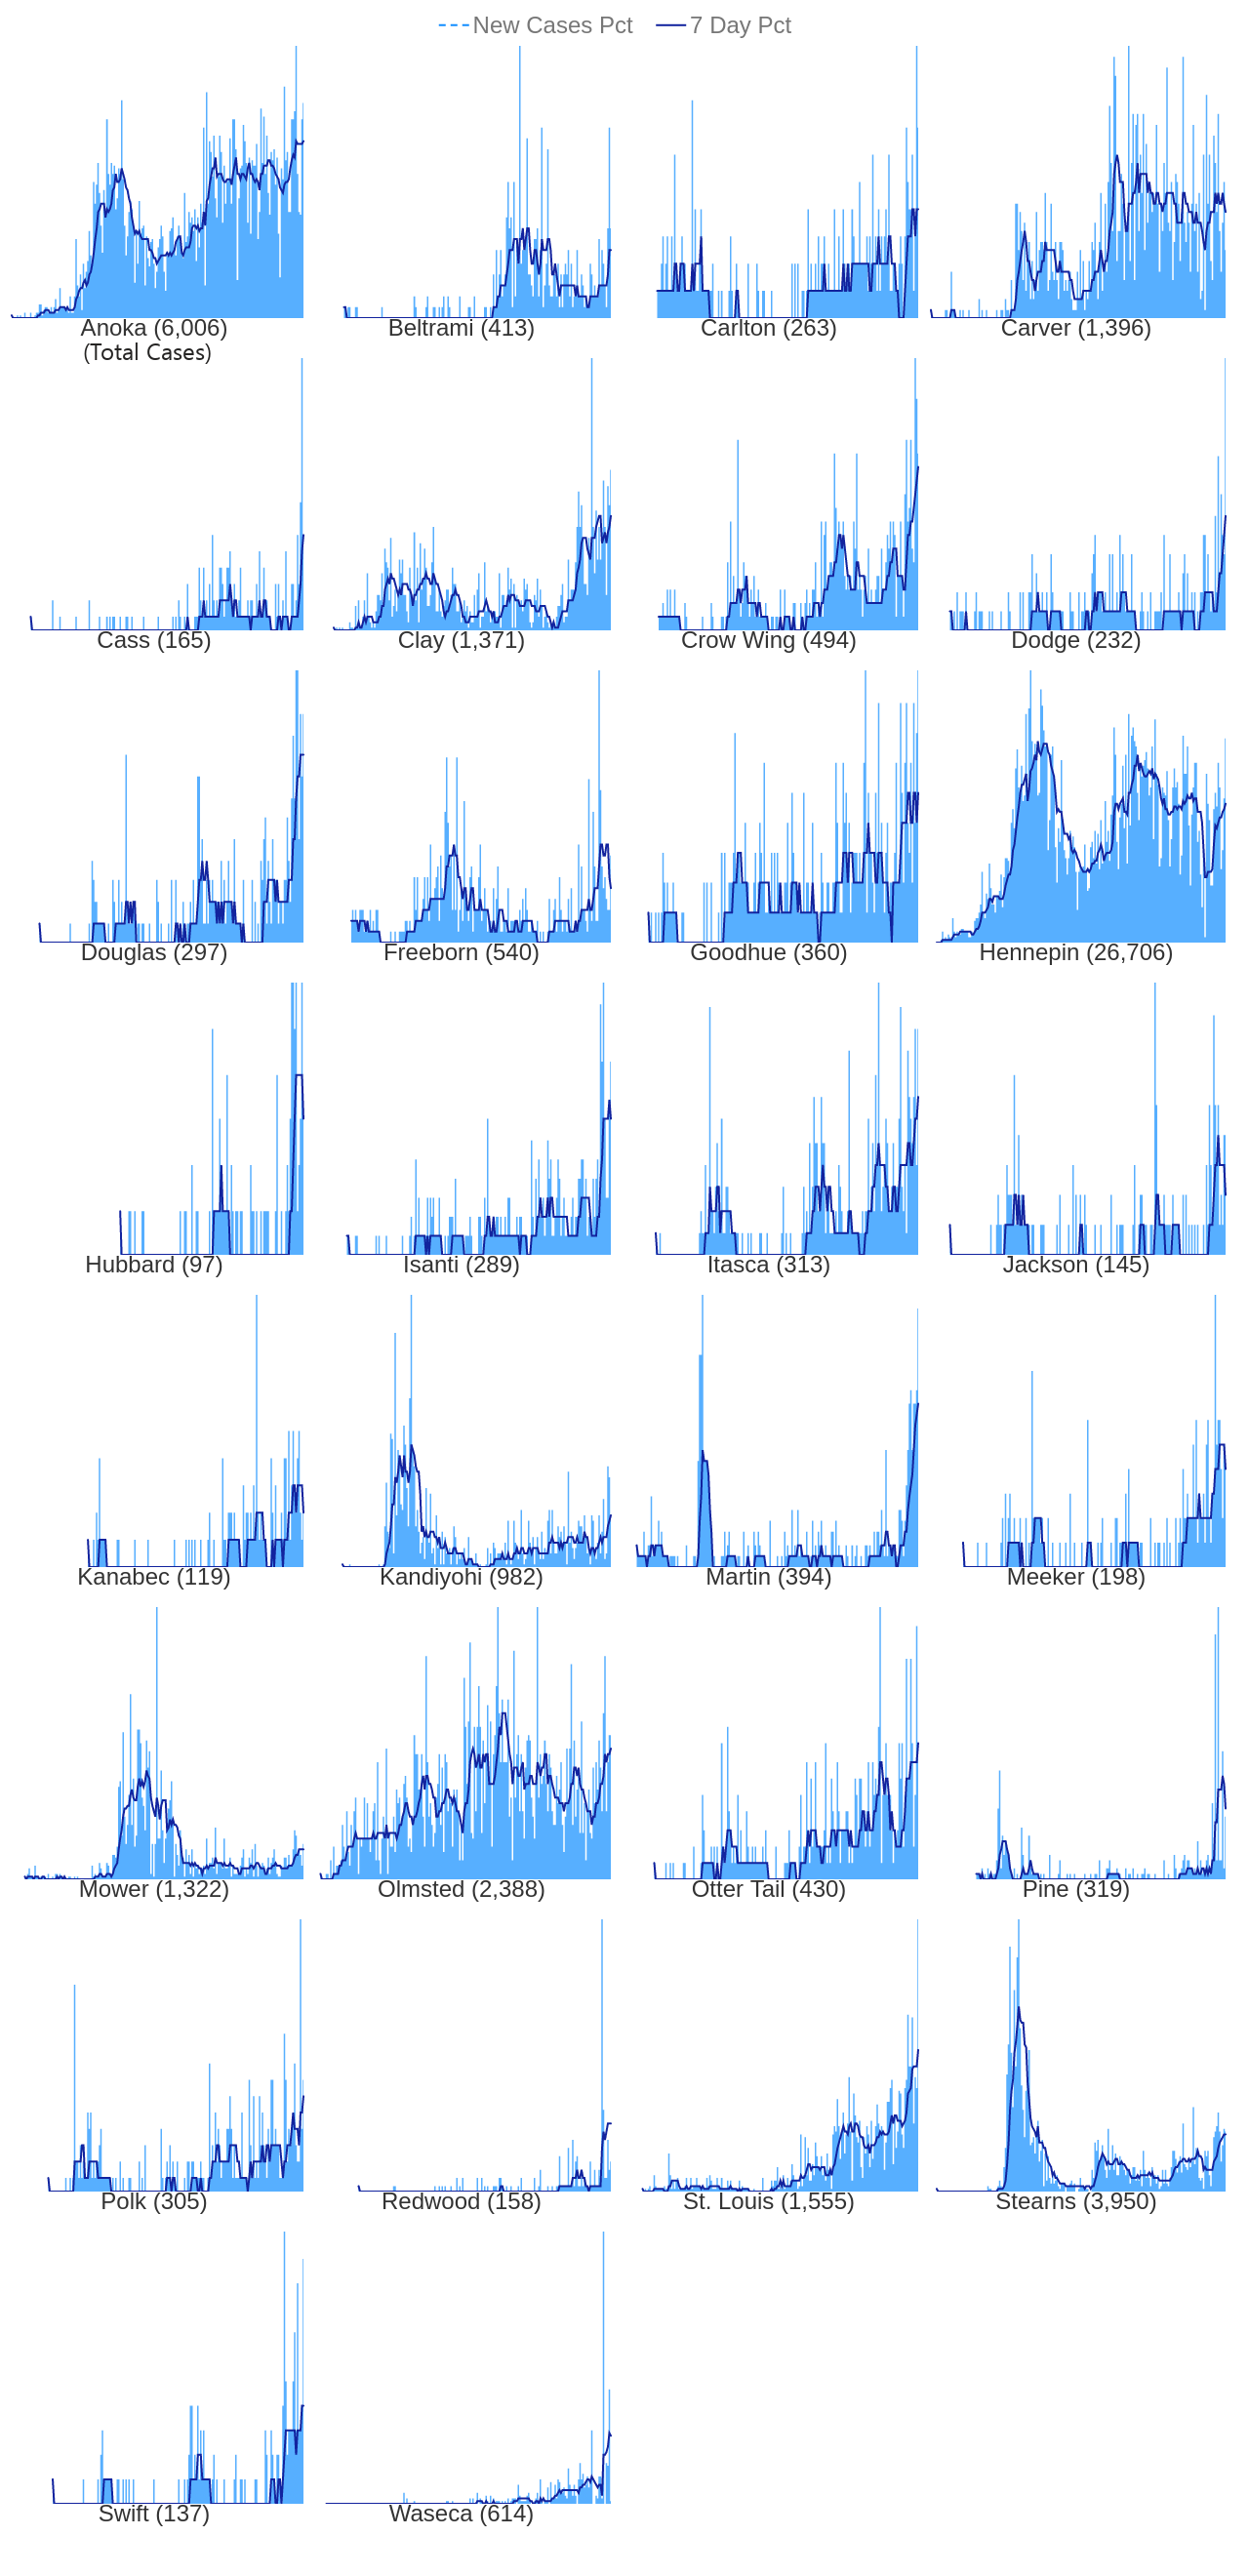 New Cases Pct 7 Day Pct
Anoka (6,006) Beltrami (413) Carlton (263) Carver (1,396)
(Total Cases)
Cass (165) Clay (1,371) Crow Wing (494) Dodge (232)
Douglas (297) Freeborn (540) Goodhue (360) Hennepin (26,706)
Hubbard (97) Isanti (289) Itasca (313) Jackson (145)
Kanabec (119) Kandiyohi (982) Martin (394) Meeker (198)
Mower (1,322) Olmsted (2,388) Otter Tail (430) Pine (319)
Polk (305) Redwood (158) St. Louis (1,555) Stearns (3,950)
Swift (137) Waseca (614)